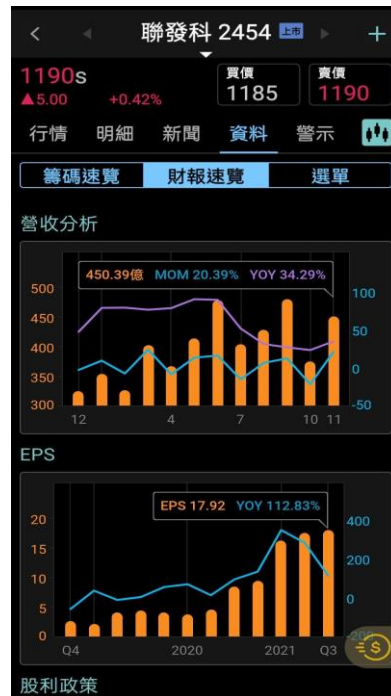 聯發科 2454 上市
1190s
▲5.00 +0.42%
買價
1185
賣價
1190
行情 明細 新聞 資料 警示
籌碼速覽 財報速覽 選單
營收分析
450.39億 MOM 20.39% YOY 34.29%
500
450
400
350
300
100
50
0
-50
12 4 7 10 11
EPS
EPS 17.92 YOY 112.83%
20
15
10
5
0
400
200
0
-200
Q4 2020 2021 Q3
股利政策